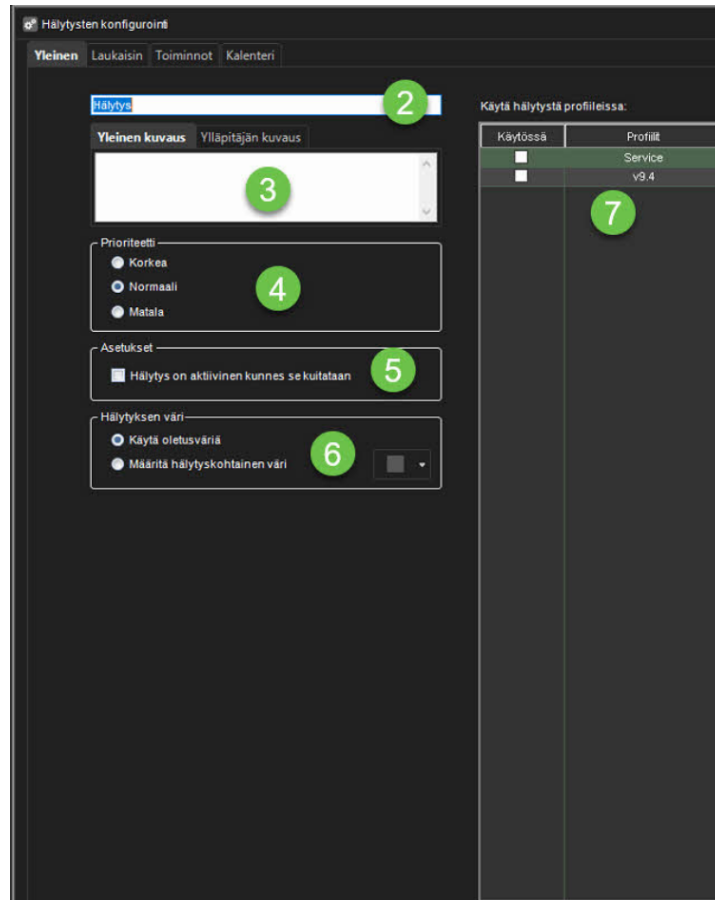 Hälytysten konfigurointi
Yleinen Laukaisin Toiminnot Kalenteri
Hälytys 2
Yleinen kuvaus Ylläpitäjän kuvaus
3
Prioriteetti
Korkea
Normaali
Matala
4
Asetukset
Hälytys on aktiivinen kunnes se kuitataan
5
Hälytyksen väri
Käytä oletusväriä
Määritä hälytyskohtainen väri
6
Käytä hälytystä profiileissa:
Käytössä Profiilit
Service
v9.4
7